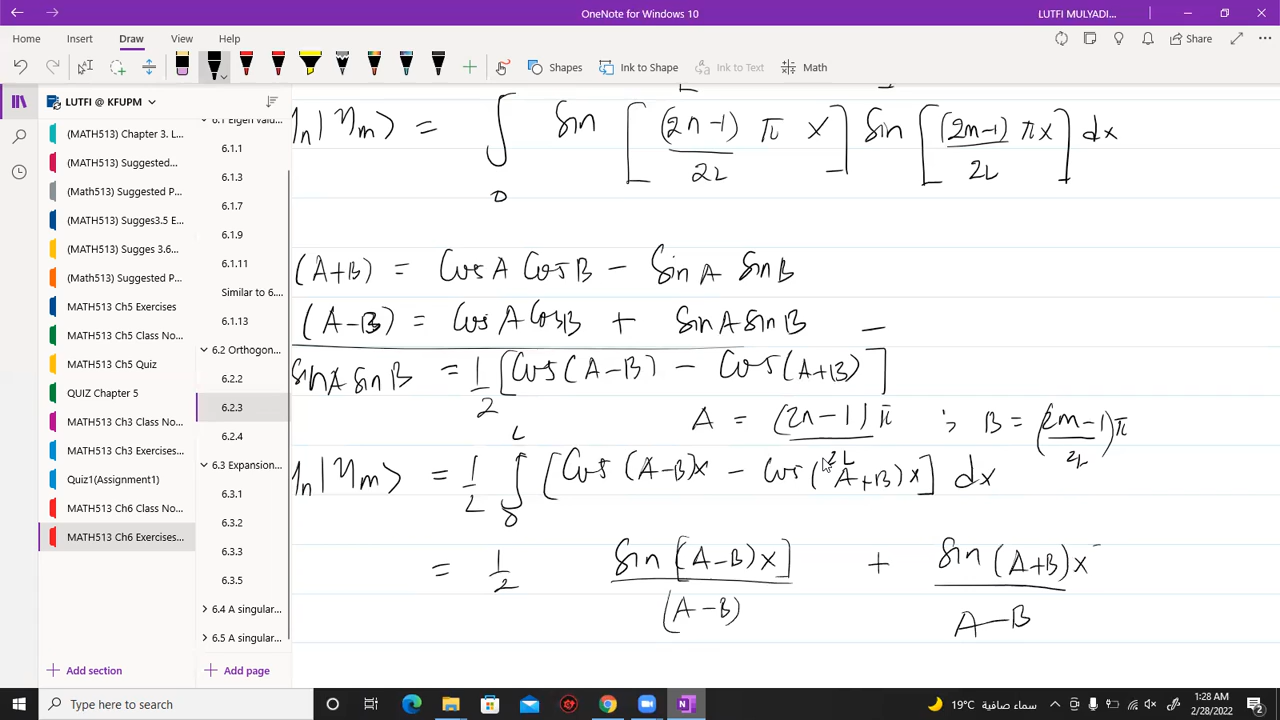 OneNote for Windows 10
LUTFI MULYADI...
Home
Insert
Draw
View
Help
Shapes
Ink to Shape
Ink to Text
Math
Share
LUTFI @ KFUPM
(MATH513) Chapter 3. L...
(MATH513) Suggested...
(Math513) Suggested P...
(MATH513) Sugges3.5 E...
(MATH513) Sugges 3.6...
(Math513) Suggested P...
MATH513 Ch5 Exercises
MATH513 Ch5 Class No...
MATH513 Ch5 Quiz
QUIZ Chapter 5
MATH513 Ch3 Class No...
MATH513 Ch3 Exercises...
Quiz1(Assignment1)
MATH513 Ch6 Class No...
MATH513 Ch6 Exercises...
Add section
6.1 Eigen valu...
6.1.1
6.1.3
6.1.7
6.1.9
6.1.11
Similar to 6....
6.1.13
6.2 Orthogon...
6.2.2
6.2.3
6.2.4
6.3 Expansion...
6.3.1
6.3.2
6.3.3
6.3.5
6.4 A singular...
6.5 A singular...
Add page
n | ηm⟩ = ∫ 0 sin [(2n-1)/2L π x] sin [(2m-1)/2L πx] dx
(A+B) = Cos A Cos B - Sin A Sin B
(A-B) = Cos A Cos B + Sin A Sin B -
Sin A Sin B = 1/2 [Cos (A-B) - Cos (A+B)]
A = (2n-1)π/2L ; B = (2m-1)π/2L
n | ηm⟩ = 1/2 ∫ 0 L [Cos (A-B)x - Cos (A+B)x] dx
= 1/2 Sin [(A-B)x]/(A-B) + Sin (A+B)x/A-B
Type here to search
19°C سماء صافية
1:28 AM
2/28/2022
2